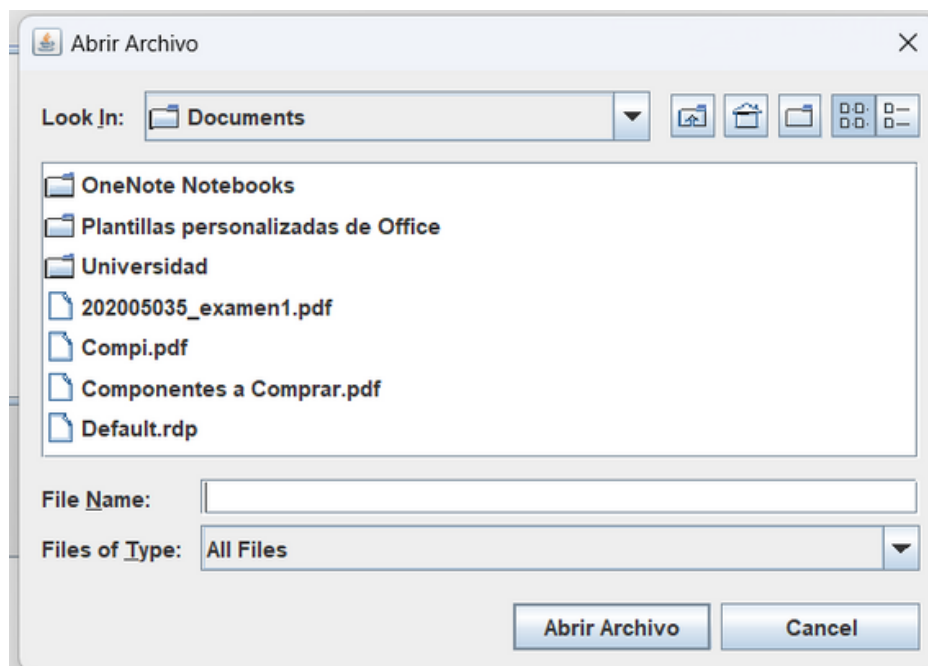 Abrir Archivo
Look In: Documents
OneNote Notebooks
Plantillas personalizadas de Office
Universidad
202005035_examen1.pdf
Compi.pdf
Componentes a Comprar.pdf
Default.rdp
File Name:
Files of Type: All Files
Abrir Archivo Cancel